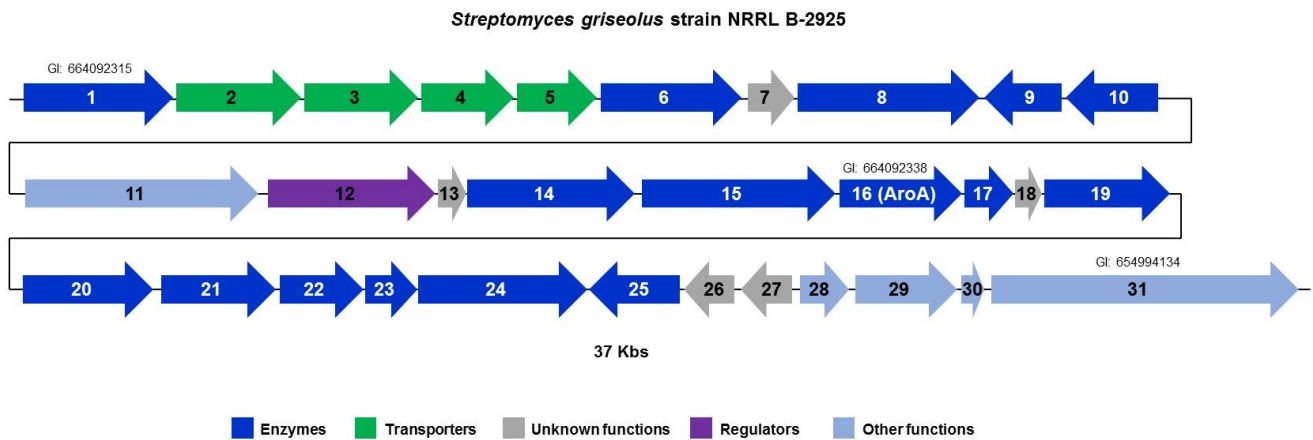 Streptomyces griseolus strain NRRL B-2925
GI: 664092315
1 2 3 4 5 6 7 8 9 10
GI: 664092338
11 12 13 14 15 16 (AroA) 17 18 19
GI: 654994134
20 21 22 23 24 25 26 27 28 29 30 31
37 Kbs
Enzymes Transporters Unknown functions Regulators Other functions